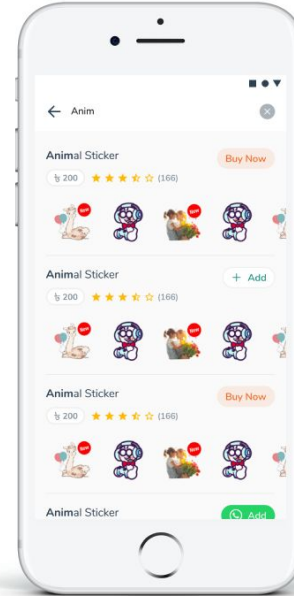 Anim
Animal Sticker
Buy Now
৳ 200 (166)
New New
Animal Sticker
+ Add
৳ 200 (166)
New New
Animal Sticker
Buy Now
৳ 200 (166)
New New
Animal Sticker
Add